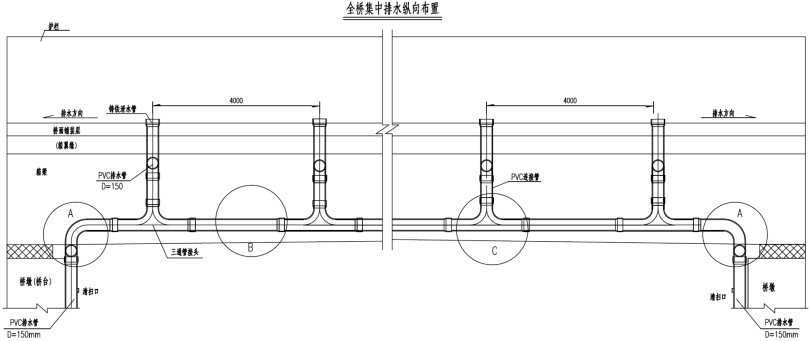 全桥集中排水纵向布置
护栏
4000
4000
排水方向
铸铁进水管
排水方向
桥面铺装层
(箱翼缘)
箱梁
PVC排水管
D=150
PVC连接管
A
B
C
A
三通管接头
桥墩(桥台)
清扫口
清扫口
桥墩
PVC排水管
D=150mm
PVC排水管
D=150mm